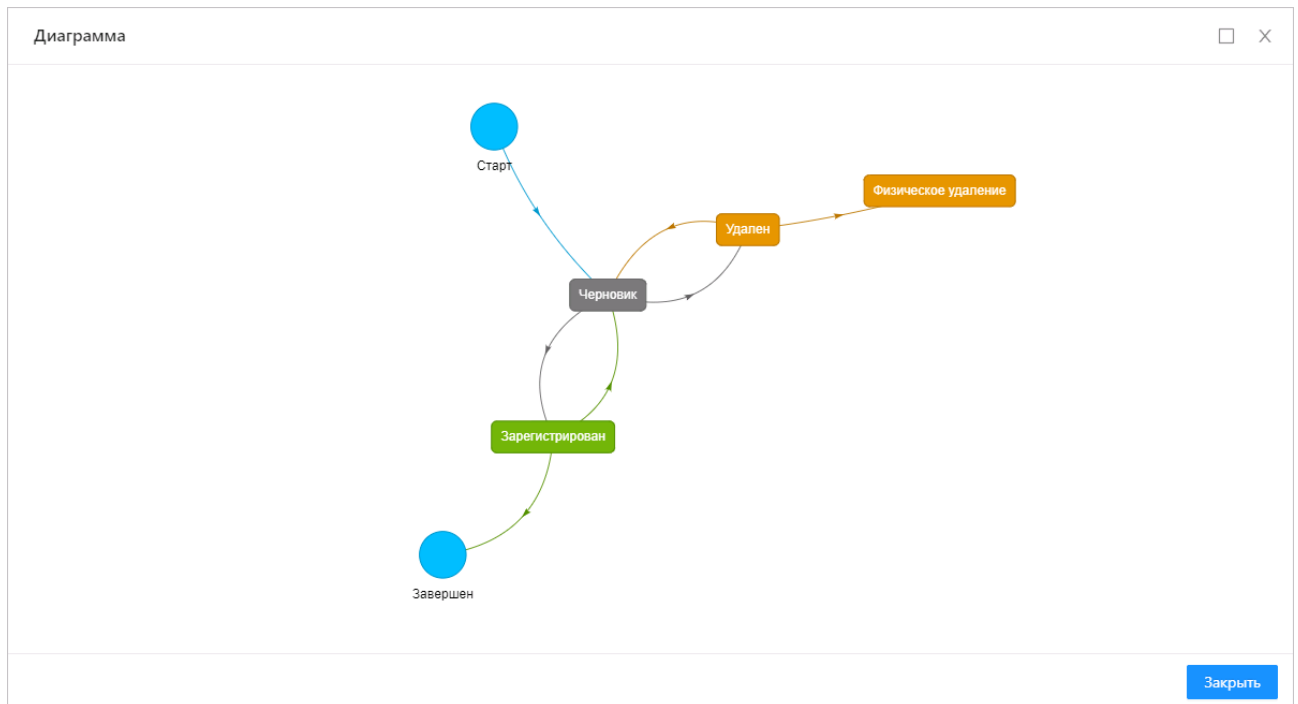 Диаграмма
Старт
Физическое удаление
Удален
Черновик
Зарегистрирован
Завершен
Закрыть